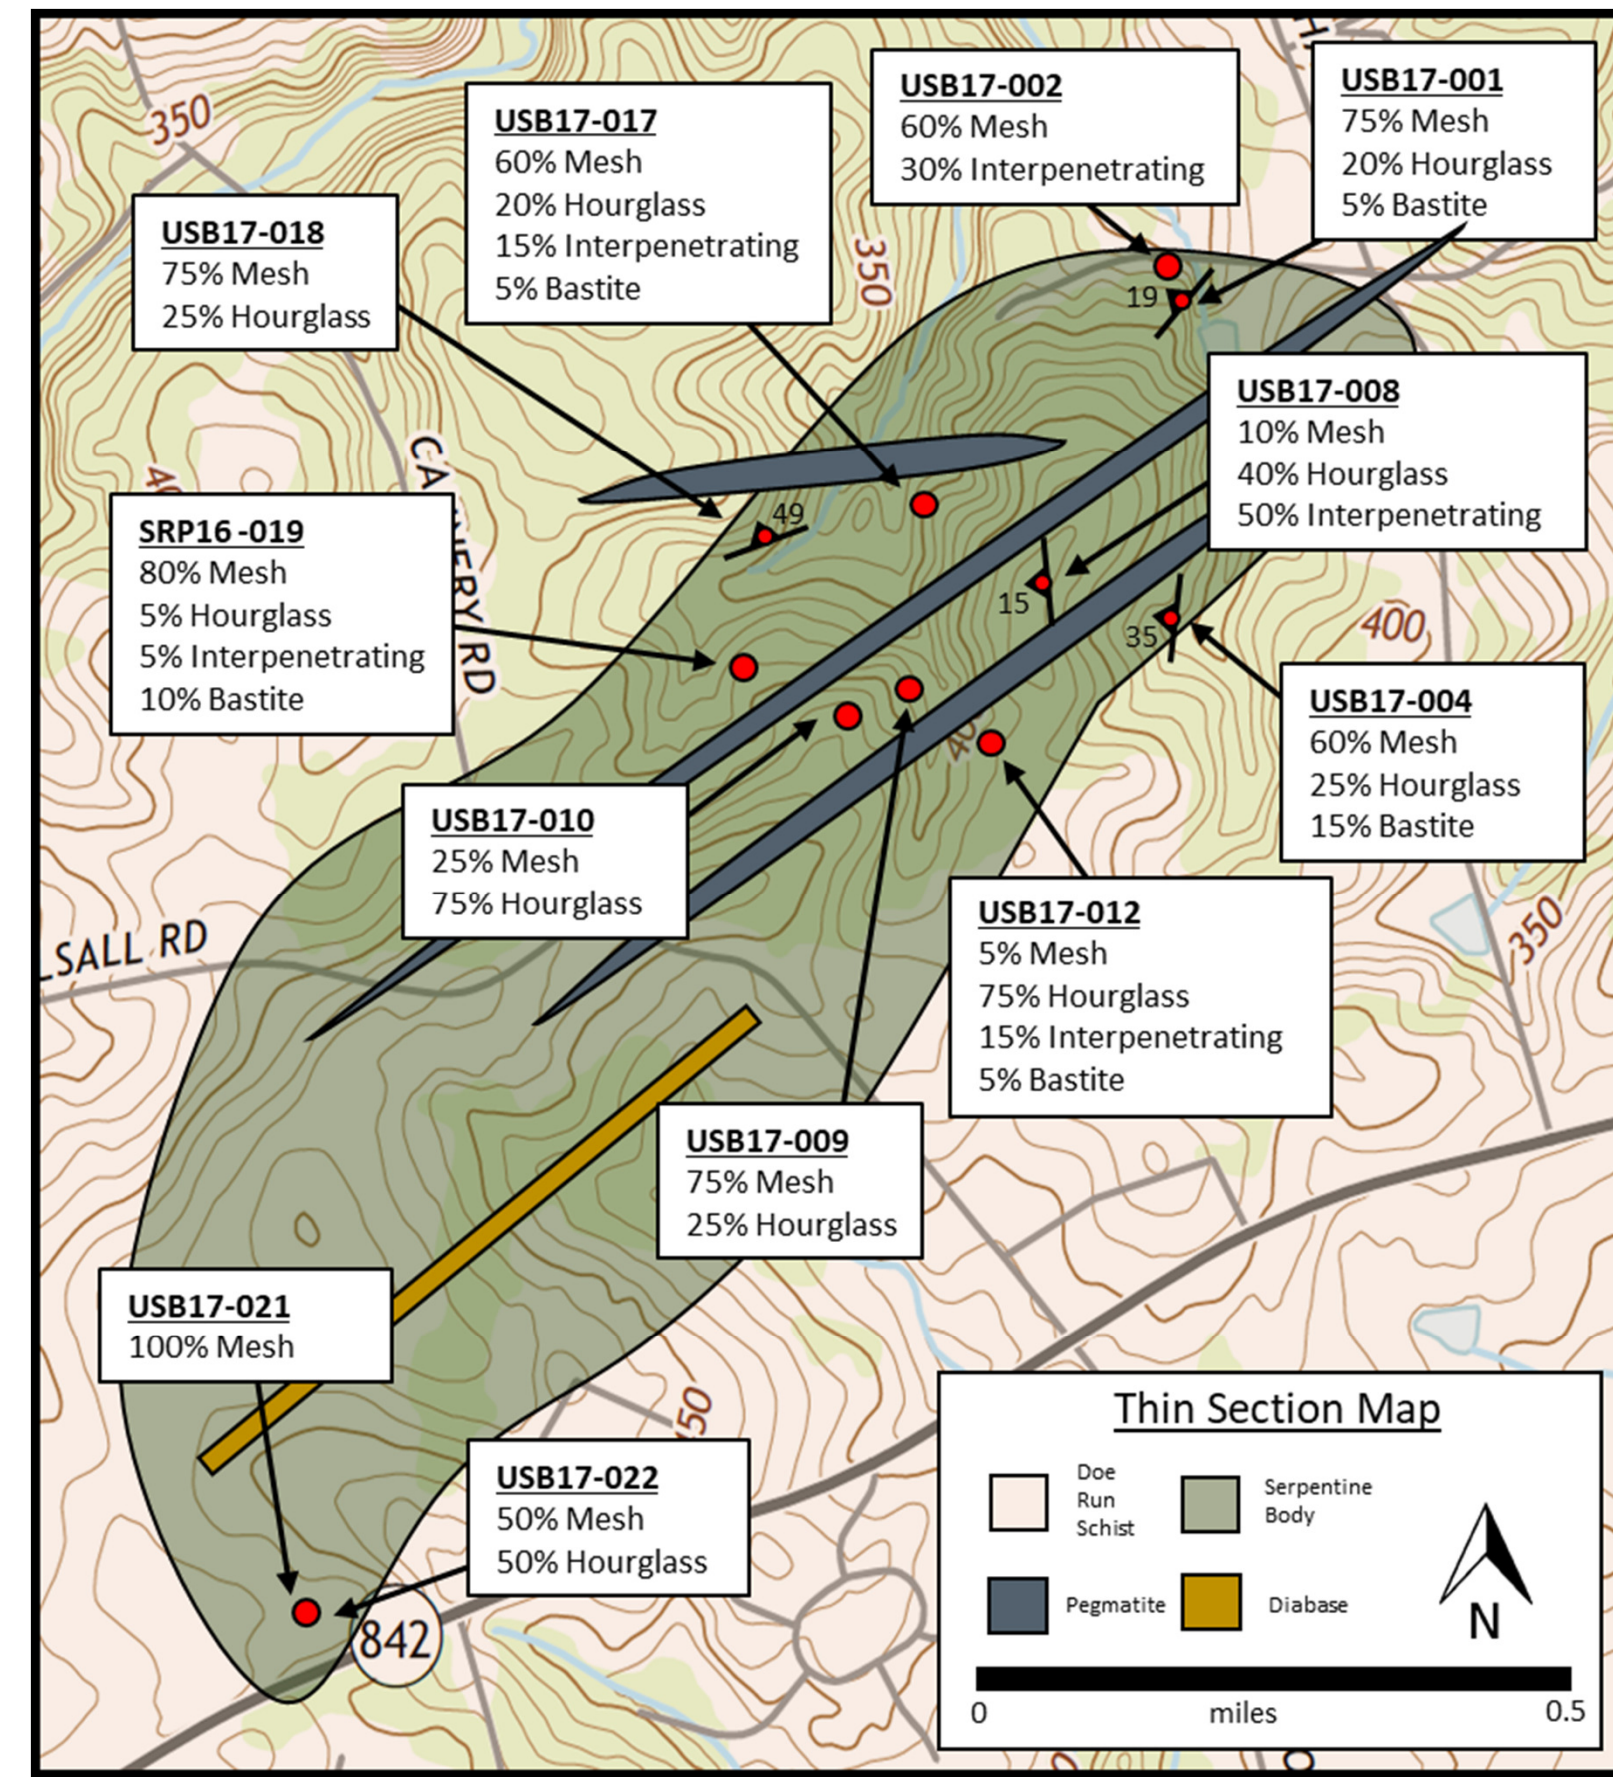 350
USB17-018
75% Mesh
25% Hourglass
USB17-017
60% Mesh
20% Hourglass
15% Interpenetrating
5% Bastite
USB17-002
60% Mesh
30% Interpenetrating
USB17-001
75% Mesh
20% Hourglass
5% Bastite
350
19
USB17-008
10% Mesh
40% Hourglass
50% Interpenetrating
49
SRP16 -019
80% Mesh
5% Hourglass
5% Interpenetrating
10% Bastite
RD
15
35
400
USB17-004
60% Mesh
25% Hourglass
15% Bastite
USB17-010
25% Mesh
75% Hourglass
USB17-012
5% Mesh
75% Hourglass
15% Interpenetrating
5% Bastite
350
LSALL RD
USB17-009
75% Mesh
25% Hourglass
USB17-021
100% Mesh
USB17-022
50% Mesh
50% Hourglass
842
Thin Section Map
Doe
Run
Schist
Serpentine
Body
Pegmatite
Diabase
N
0
miles
0.5